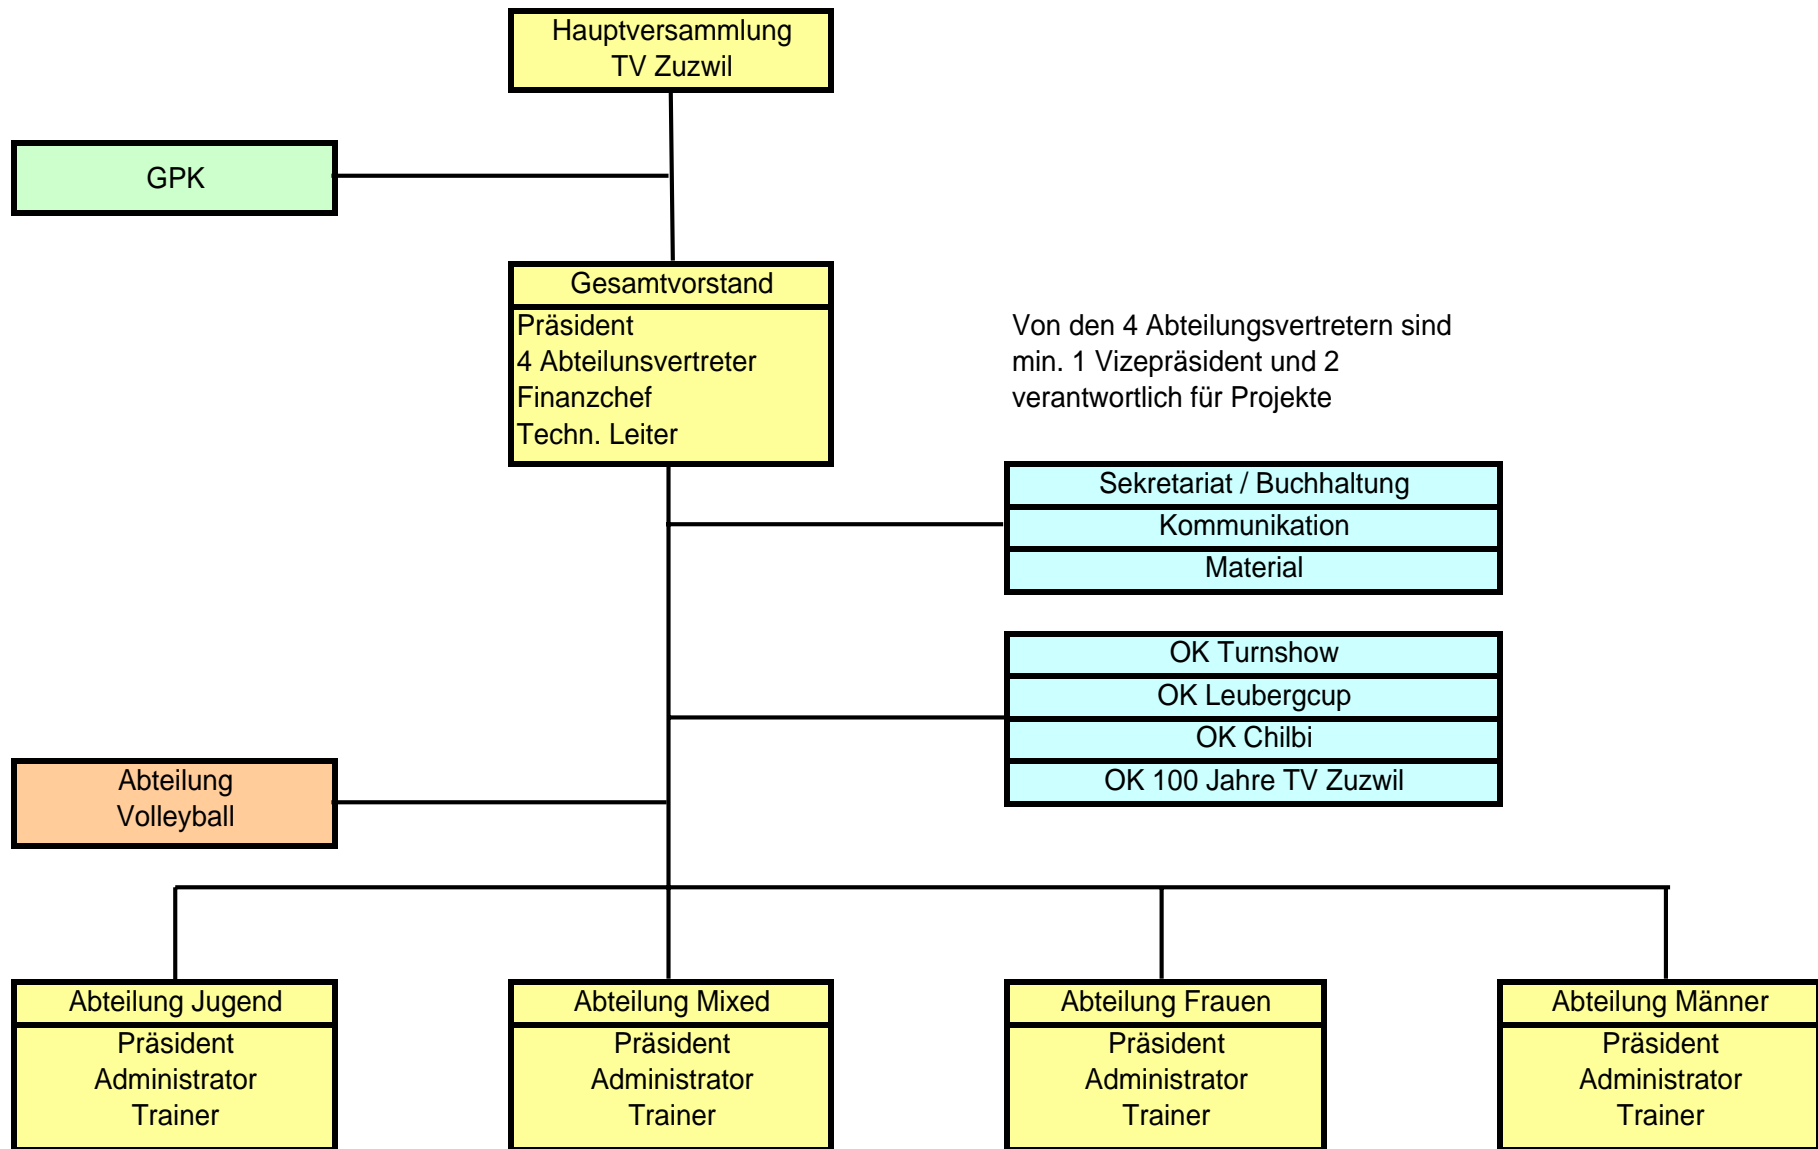 Hauptversammlung
TV Zuzwil
GPK
Gesamtvorstand
Präsident
4 Abteilunsvertreter
Finanzchef
Techn. Leiter
Von den 4 Abteilungsvertretern sind
min. 1 Vizepräsident und 2
verantwortlich für Projekte
Sekretariat / Buchhaltung
Kommunikation
Material
OK Turnshow
OK Leubergcup
OK Chilbi
OK 100 Jahre TV Zuzwil
Abteilung
Volleyball
Abteilung Jugend
Präsident
Administrator
Trainer
Abteilung Mixed
Präsident
Administrator
Trainer
Abteilung Frauen
Präsident
Administrator
Trainer
Abteilung Männer
Präsident
Administrator
Trainer